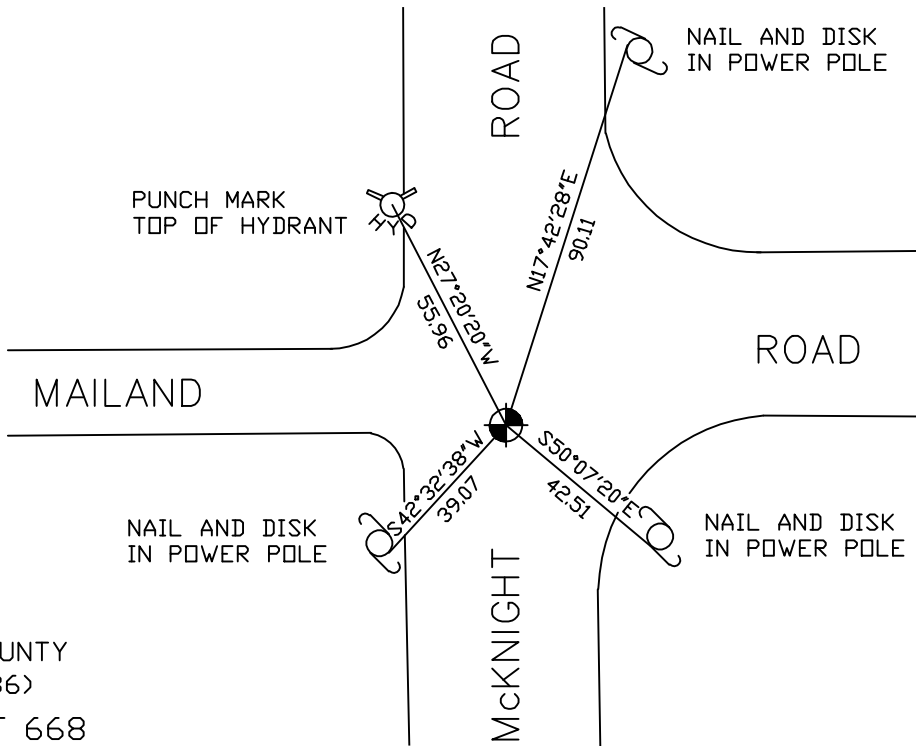 NAIL AND DISK
IN POWER POLE
ROAD
PUNCH MARK
TOP OF HYDRANT
HYD
N17°42'28"E
90.11
N27°20'20"W
55.96
ROAD
MAILAND
S42°32'38"W
39.07
S50°07'20"E
42.51
NAIL AND DISK
IN POWER POLE
NAIL AND DISK
IN POWER POLE
McKNIGHT
UNTY
36)
T 668